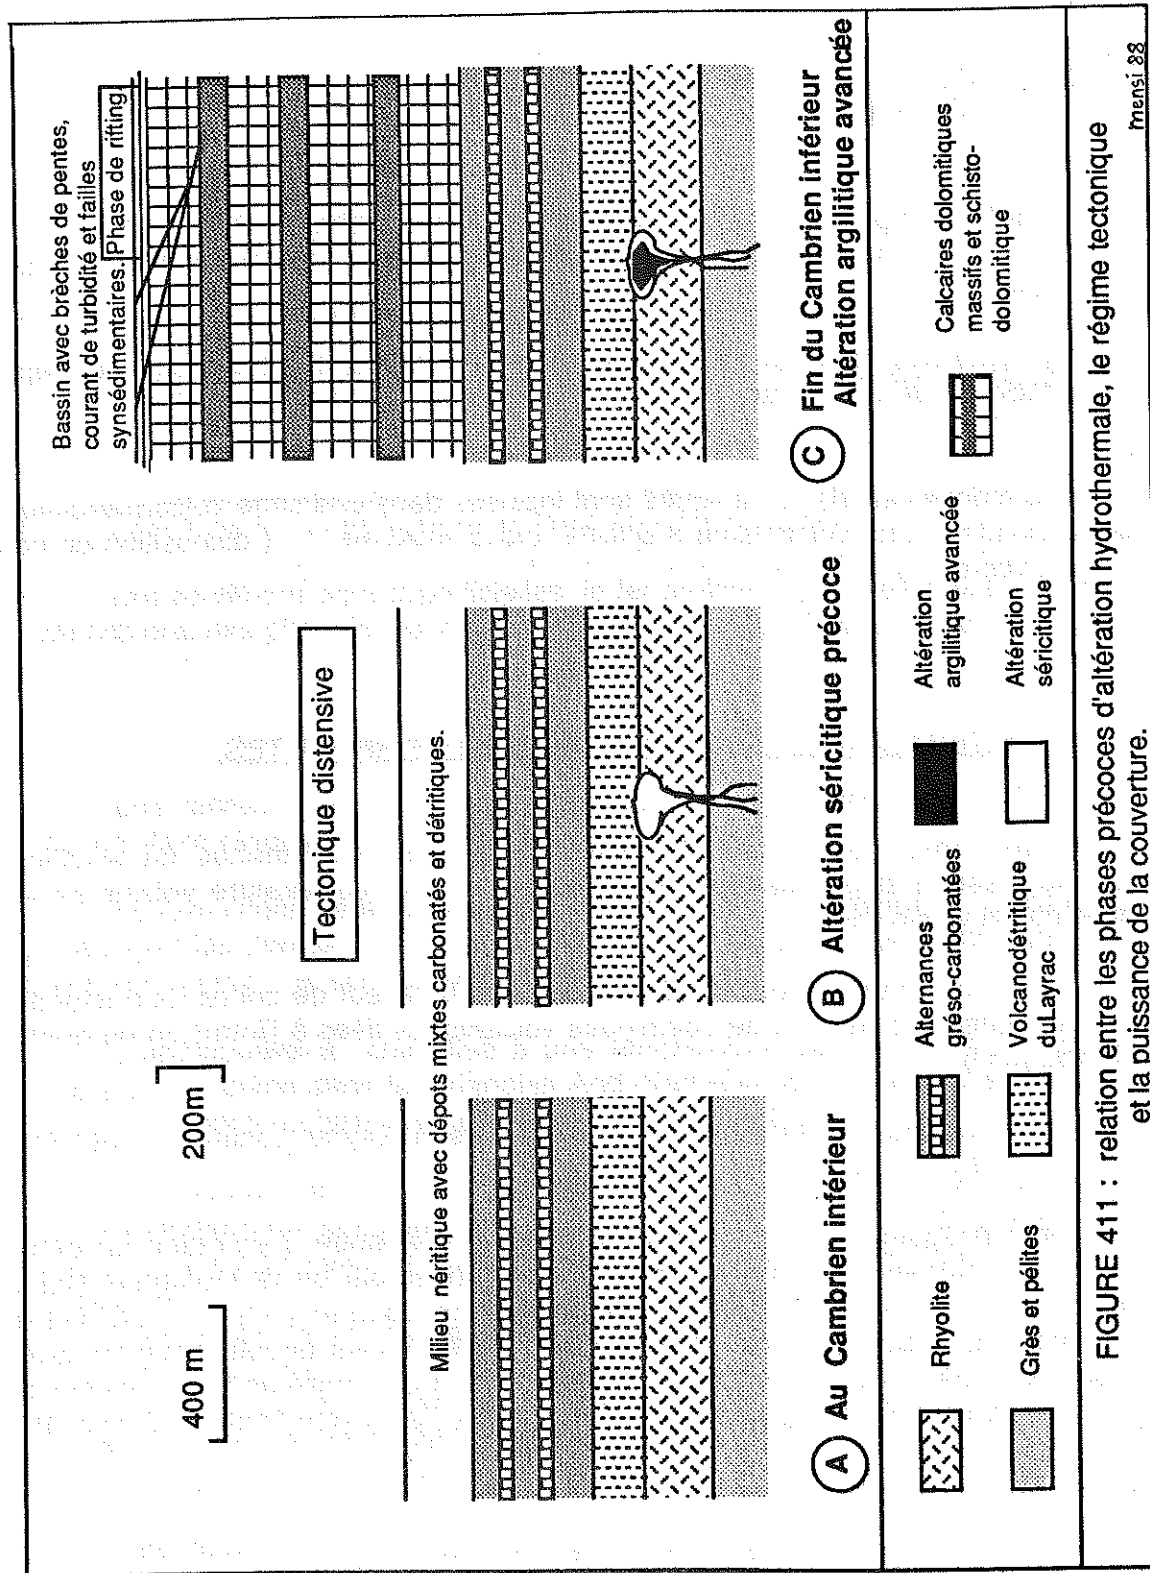 400 m
200m
Tectonique distensive
Bassin avec brèches de pentes,
courant de turbidité et failles
synsédimentaires. Phase de rifting
Milieu néritique avec dépots mixtes carbonatés et détritiques.
A Au Cambrien inférieur
B Altération séricitique précoce
C Fin du Cambrien inférieur
Altération argilitique avancée
Rhyolite
Alternances
gréso-carbonatées
Altération
argilitique avancée
Calcaires dolomitiques
massifs et schisto-
dolomitique
Grès et pélites
Volcanodétritique
duLayrac
Altération
séricitique
FIGURE 411 : relation entre les phases précoces d'altération hydrothermale, le régime tectonique
et la puissance de la couverture.
mensi 88